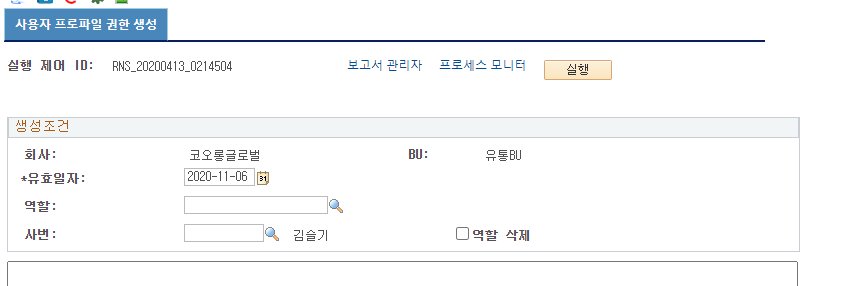 사용자 프로파일 권한 생성
실행 제어 ID: RNS_20200413_0214504 보고서 관리자 프로세스 모니터 실행
생성조건
회사: 코오롱글로벌 BU: 유통BU
*유효일자: 2020-11-06 31
역할:
사번: 김슬기 역할 삭제